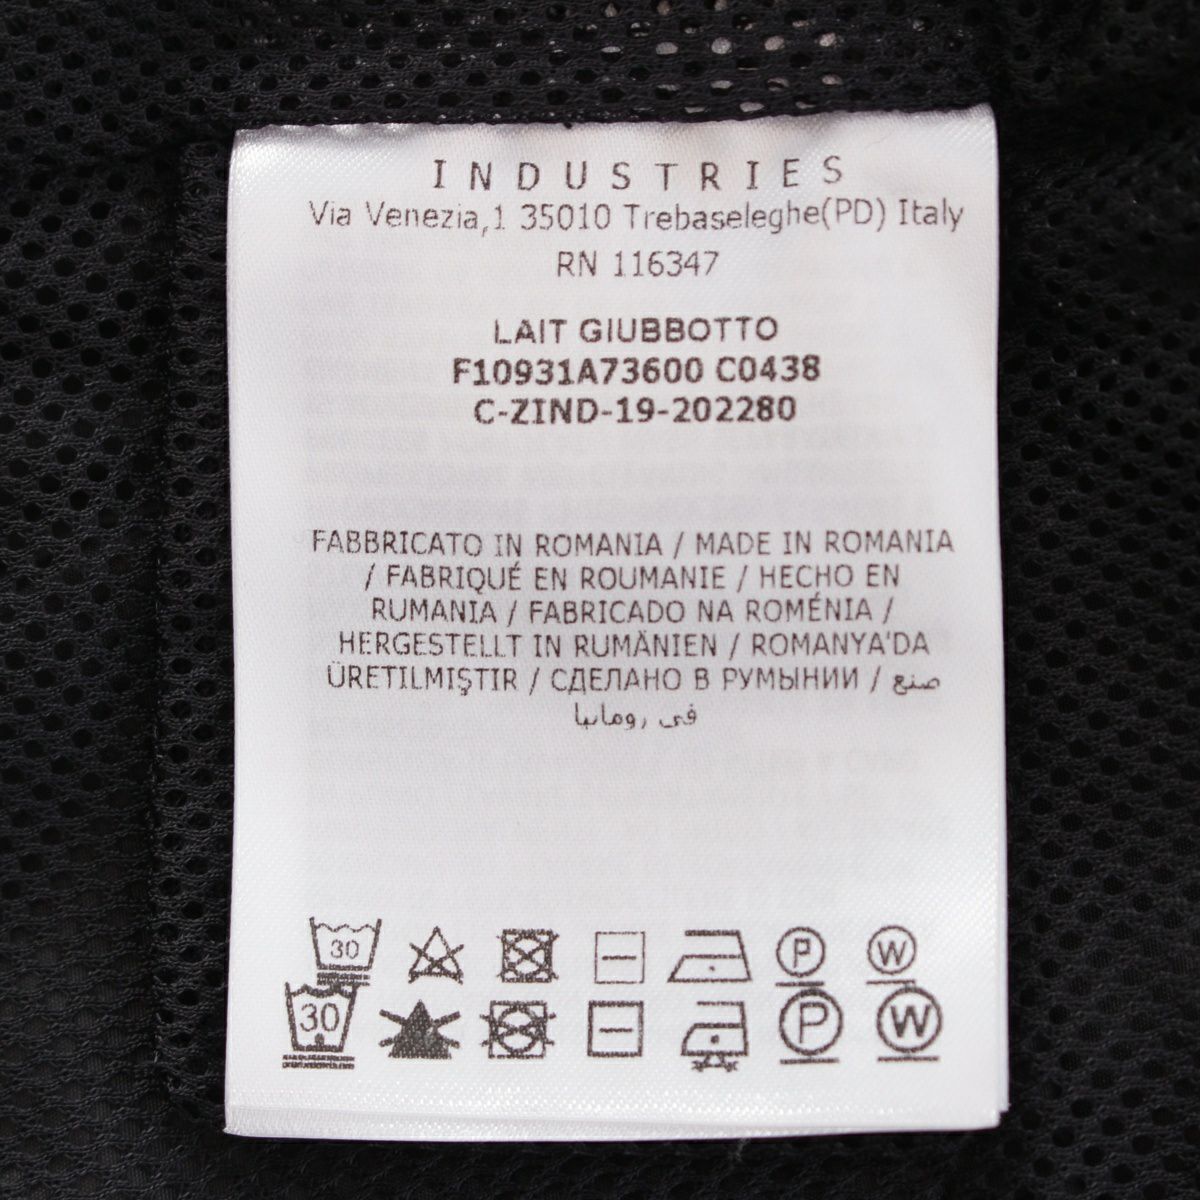 INDUSTRIES
Via Venezia,1 35010 Trebaseleghe(PD) Italy
RN 116347
LAIT GIUBBOTTO
F10931A73600 C0438
C-ZIND-19-202280
FABBRICATO IN ROMANIA / MADE IN ROMANIA
/ FABRIQUÉ EN ROUMANIE / HECHO EN
RUMANIA / FABRICADO NA ROMÉNIA /
HERGESTELLT IN RUMÄNIEN / ROMANYA'DA
ÜRETILMIŞTIR / СДЕЛАНО В РУМЫНИИ / صنع
في رومانيا
30 P W
30 P W